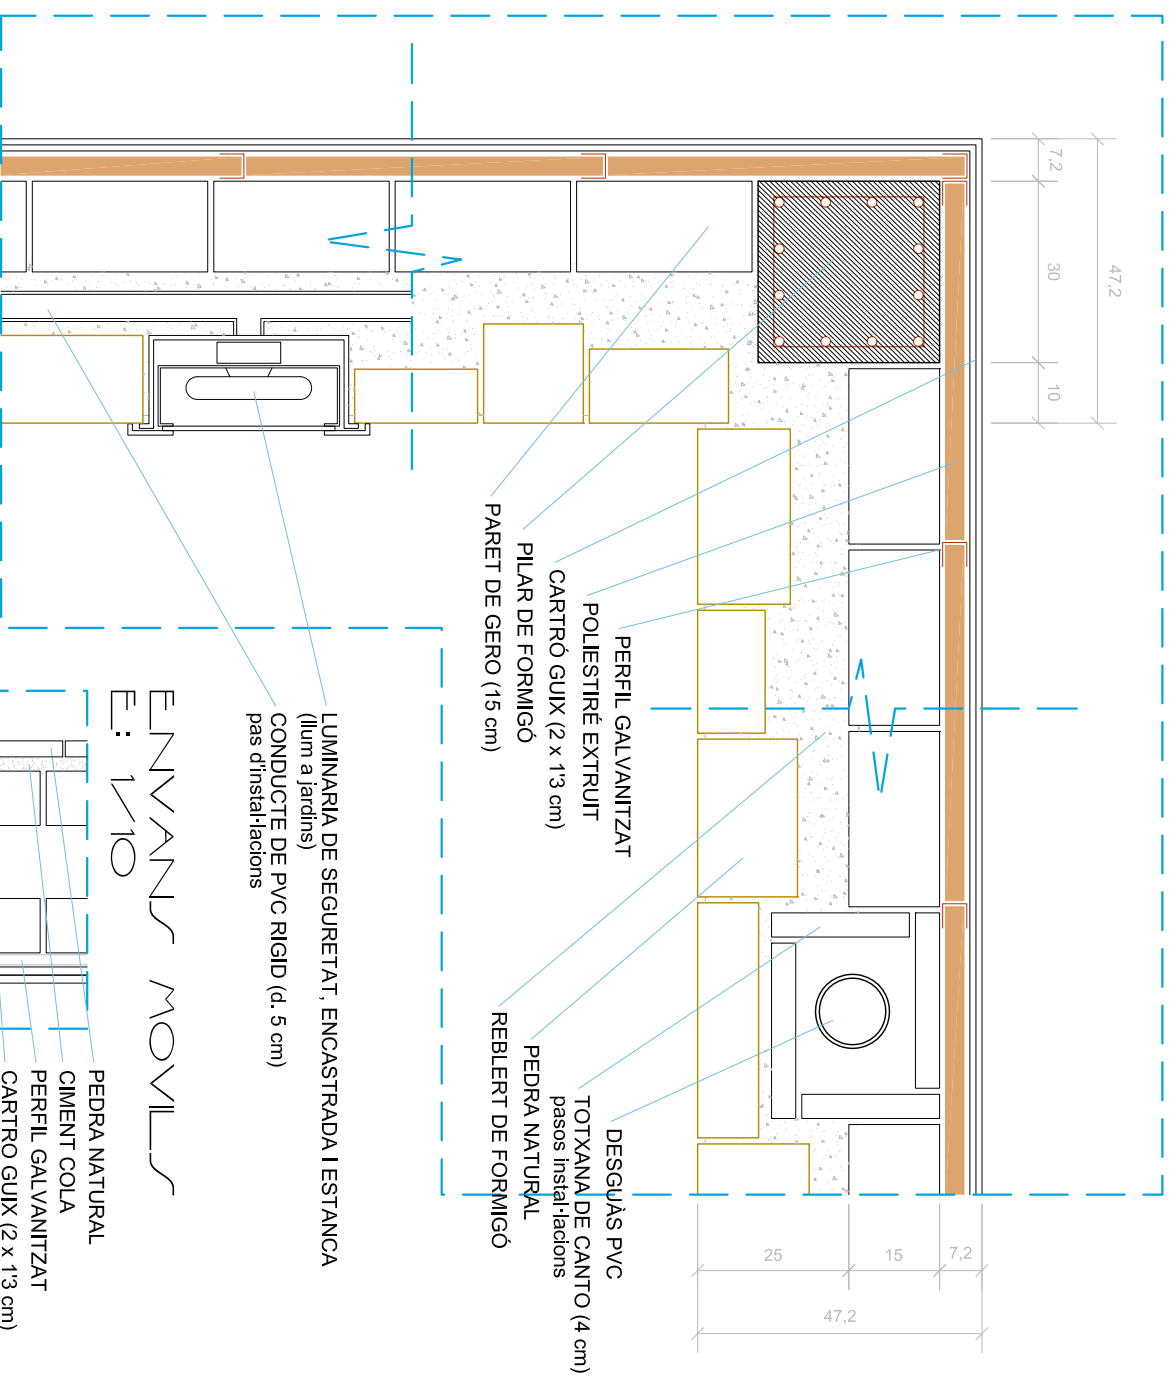 47,2
7,2
30
10
PERFIL GALVANITZAT
POLIESTIRÉ EXTRUIT
CARTRÓ GUIX (2 x 1'3 cm)
PILAR DE FORMIGÓ
PARET DE GERO (15 cm)
DESGUÀS PVC
TOTXANA DE CANTO (4 cm)
pasos instal·lacions
PEDRA NATURAL
REBLERT DE FORMIGÓ
25
15
7,2
47,2
LUMINARIA DE SEGURETAT, ENCASTRADA I ESTANCA
(llum a jardins)
CONDUCTE DE PVC RIGID (d. 5 cm)
pas d'instal·lacions
ENVANS MOVILS
E: 1/10
PEDRA NATURAL
CIMENT COLA
PERFIL GALVANITZAT
CARTRO GUIX (2 x 1'3 cm)